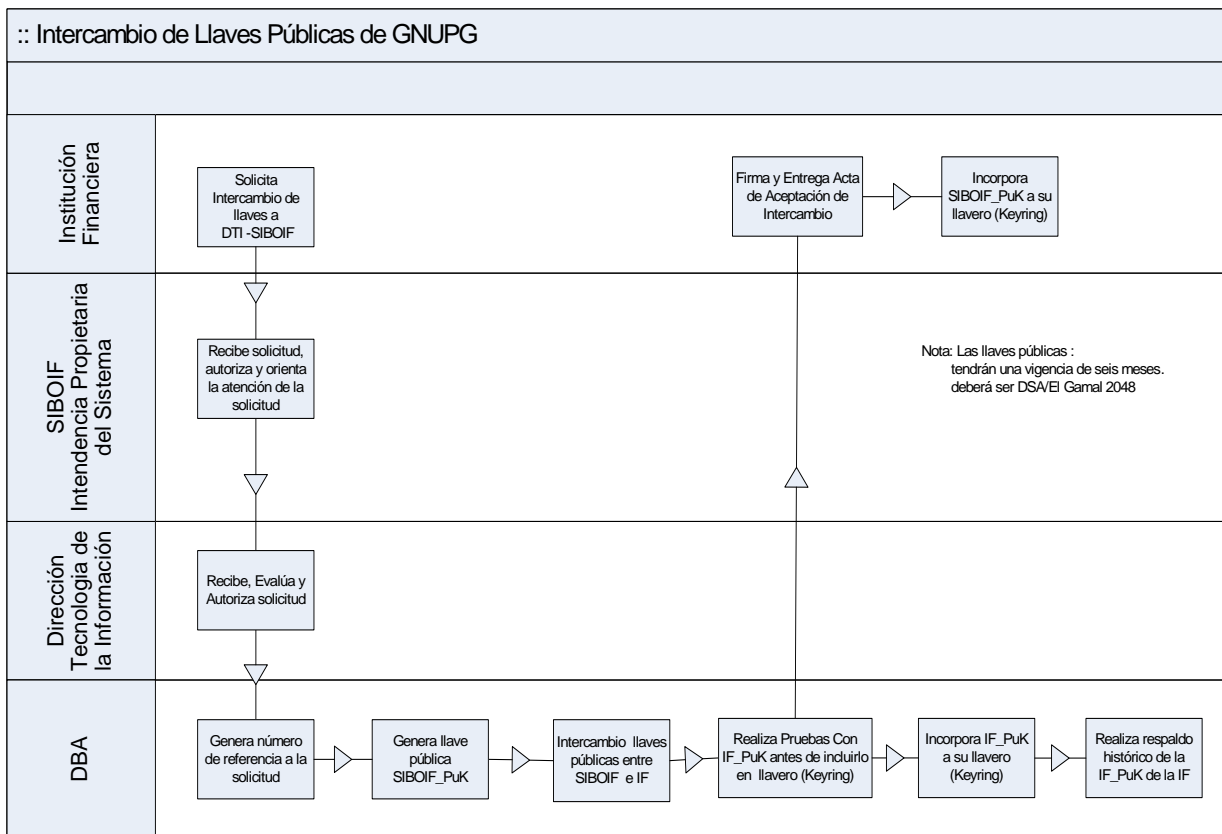 :: Intercambio de Llaves Públicas de GNUPG
Institución
Financiera
Solicita
Intercambio de
llaves a
DTI -SIBOIF
Firma y Entrega Acta
de Aceptación de
Intercambio
Incorpora
SIBOIF_PuK a su
llavero (Keyring)
SIBOIF
Intendencia Propietaria
del Sistema
Recibe solicitud,
autoriza y orienta
la atención de la
solicitud
Nota: Las llaves públicas :
tendrán una vigencia de seis meses.
deberá ser DSA/El Gamal 2048
Dirección
Tecnologia de
la Información
Recibe, Evalúa y
Autoriza solicitud
DBA
Genera número
de referencia a la
solicitud
Genera llave
pública
SIBOIF_PuK
Intercambio llaves
públicas entre
SIBOIF e IF
Realiza Pruebas Con
IF_PuK antes de incluirlo
en llavero (Keyring)
Incorpora IF_PuK
a su llavero
(Keyring)
Realiza respaldo
histórico de la
IF_PuK de la IF